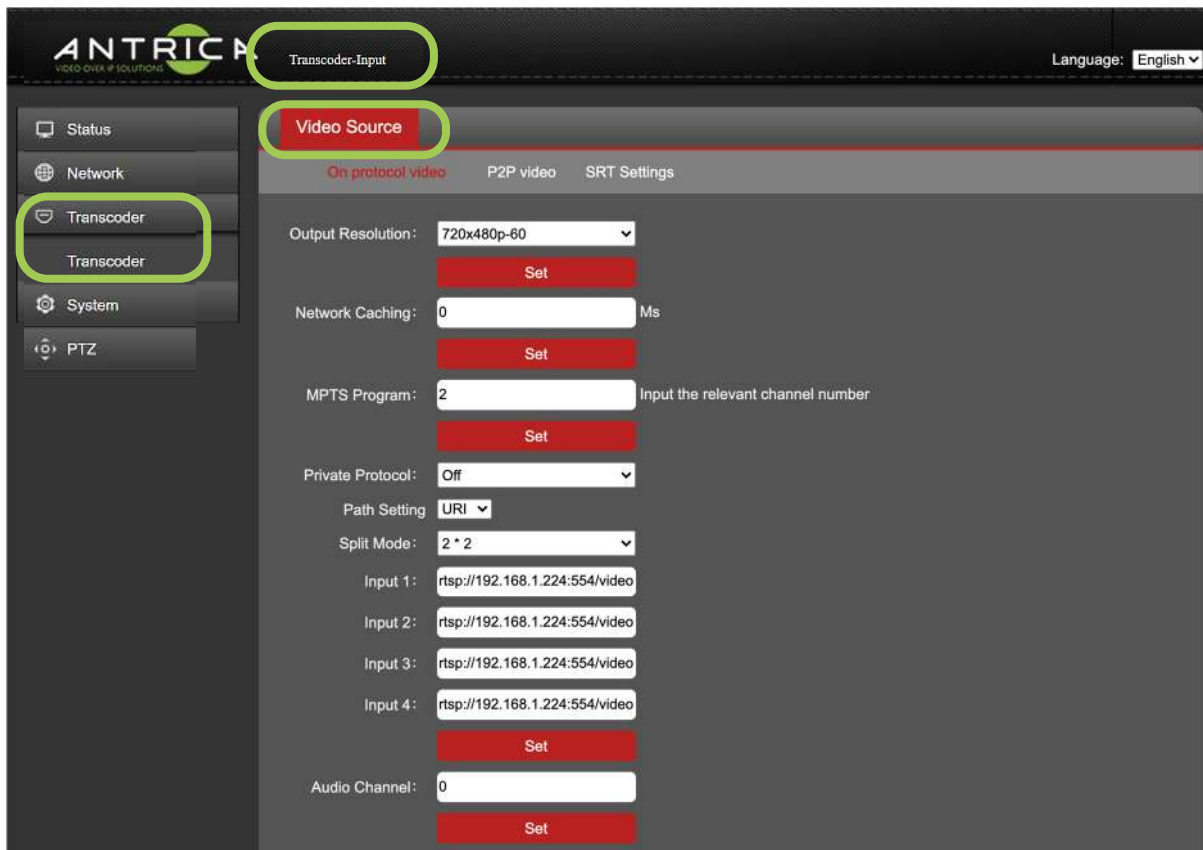 ANTRICA
VIDEO OVER IP SOLUTIONS
Transcoder-Input
Language: English
Status
Network
Transcoder
Transcoder
System
PTZ
Video Source
On protocol video P2P video SRT Settings
Output Resolution: 720x480p-60
Set
Network Caching: 0 Ms
Set
MPTS Program: 2 Input the relevant channel number
Set
Private Protocol: Off
Path Setting URI
Split Mode: 2 * 2
Input 1: rtsp://192.168.1.224:554/video
Input 2: rtsp://192.168.1.224:554/video
Input 3: rtsp://192.168.1.224:554/video
Input 4: rtsp://192.168.1.224:554/video
Set
Audio Channel: 0
Set